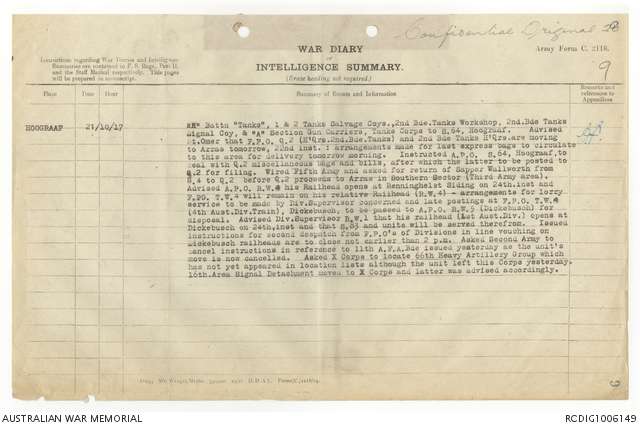 Confidential Original
WAR DIARY
OF
INTELLIGENCE SUMMARY.
(Erase heading not required.)
Army Form C. 2118.
9
Instructions regarding War Diaries and Intelligence
Summaries are contained in F. S. Regs., Part II.
and the Staff Manual respectively. Title pages
will be prepared in manuscript.
Place Date Hour Summary of Events and Information Remarks and references to Appendices
HOOGRAAF 21/10/17
Battn "Tanks", 1 & 2 Tanks Salvage Coys., 2nd Bde. Tanks Workshop, 2nd. Bde Tanks
Signal Coy, & "A" Section Gun Carriers, Tanks Corps to S.64, Hoograaf. Advised
St.Omer that F.P.O. Q.2 (H'Qrs.2nd.Bde.Tanks) and 2nd Bde Tanks H'Qrs.are moving
to Arras tomorrow, 22nd inst. : arrangements made for last express bags to circulate
to this area for delivery tomorrow morning. Instructed A.P.O. S.64, Hoograaf, to
deal with Q.2 miscellaneous bags and bills, after which the latter to be posted to
Q.2 for filing. Wired Fifth Army and asked for return of Sapper Wallworth from
before Q.2 proceeds to Arras in Southern Sector (Third Army area).
Advised A.P.O. R.W. his Railhead opens at Renninghelst Siding on 24th.inst and
F.PO. T.W.4 will remain on his relative Railhead (R.W.4) - arrangements for lorry
service to be made by Div.Supervisor concerned and late postings at F.P.O. T.W.4
(4th Aust.Div.Train), Dickebusch, to be passed to A.P.O. R.W.5 (Dickebusch) for
disposal. Advised Div.Supervisor R.W.1 that his railhead (1st Aust.Div.) opens at
Dickebusch on 24th.inst and that S.83 and units will be served therefrom. Issued
instructions for second despatch from F.P.O's of Divisions in line vouching on
Dickebusch railheads are to close not earlier than 2 p.m. Asked Second Army to
cancel instructions in reference to 11th A.F.A.Bde issued yesterday as the unit's
move is now cancelled. Asked X Corps to locate 66th Heavy Artillery Group which
has not yet appeared in location lists although the unit left this Corps yesterday.
16th.Area Signal Detachment moved to X Corps and latter was advised accordingly.
AUSTRALIAN WAR MEMORIAL
RCDIG1006149